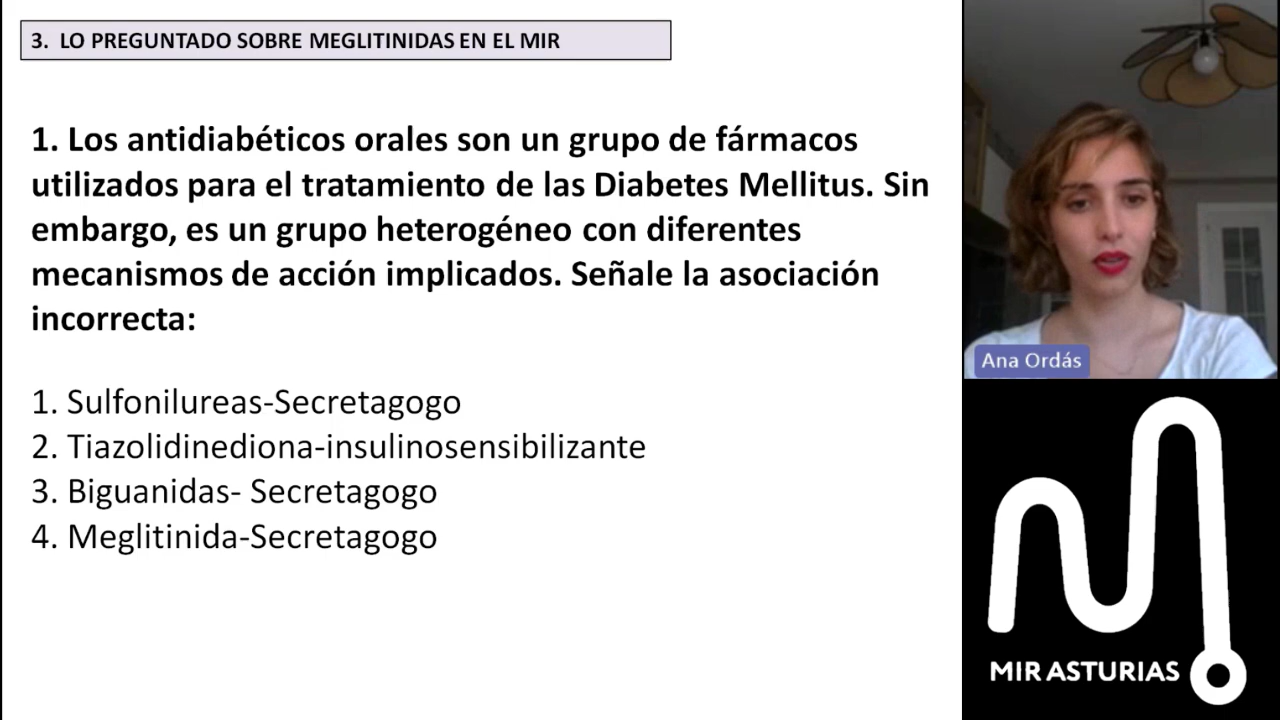 3. LO PREGUNTADO SOBRE MEGLITINIDAS EN EL MIR
1. Los antidiabéticos orales son un grupo de fármacos
utilizados para el tratamiento de las Diabetes Mellitus. Sin
embargo, es un grupo heterogéneo con diferentes
mecanismos de acción implicados. Señale la asociación
incorrecta:
1. Sulfonilureas-Secretagogo
2. Tiazolidinediona-insulinosensibilizante
3. Biguanidas- Secretagogo
4. Meglitinida-Secretagogo
Ana Ordás
MIR ASTURIAS